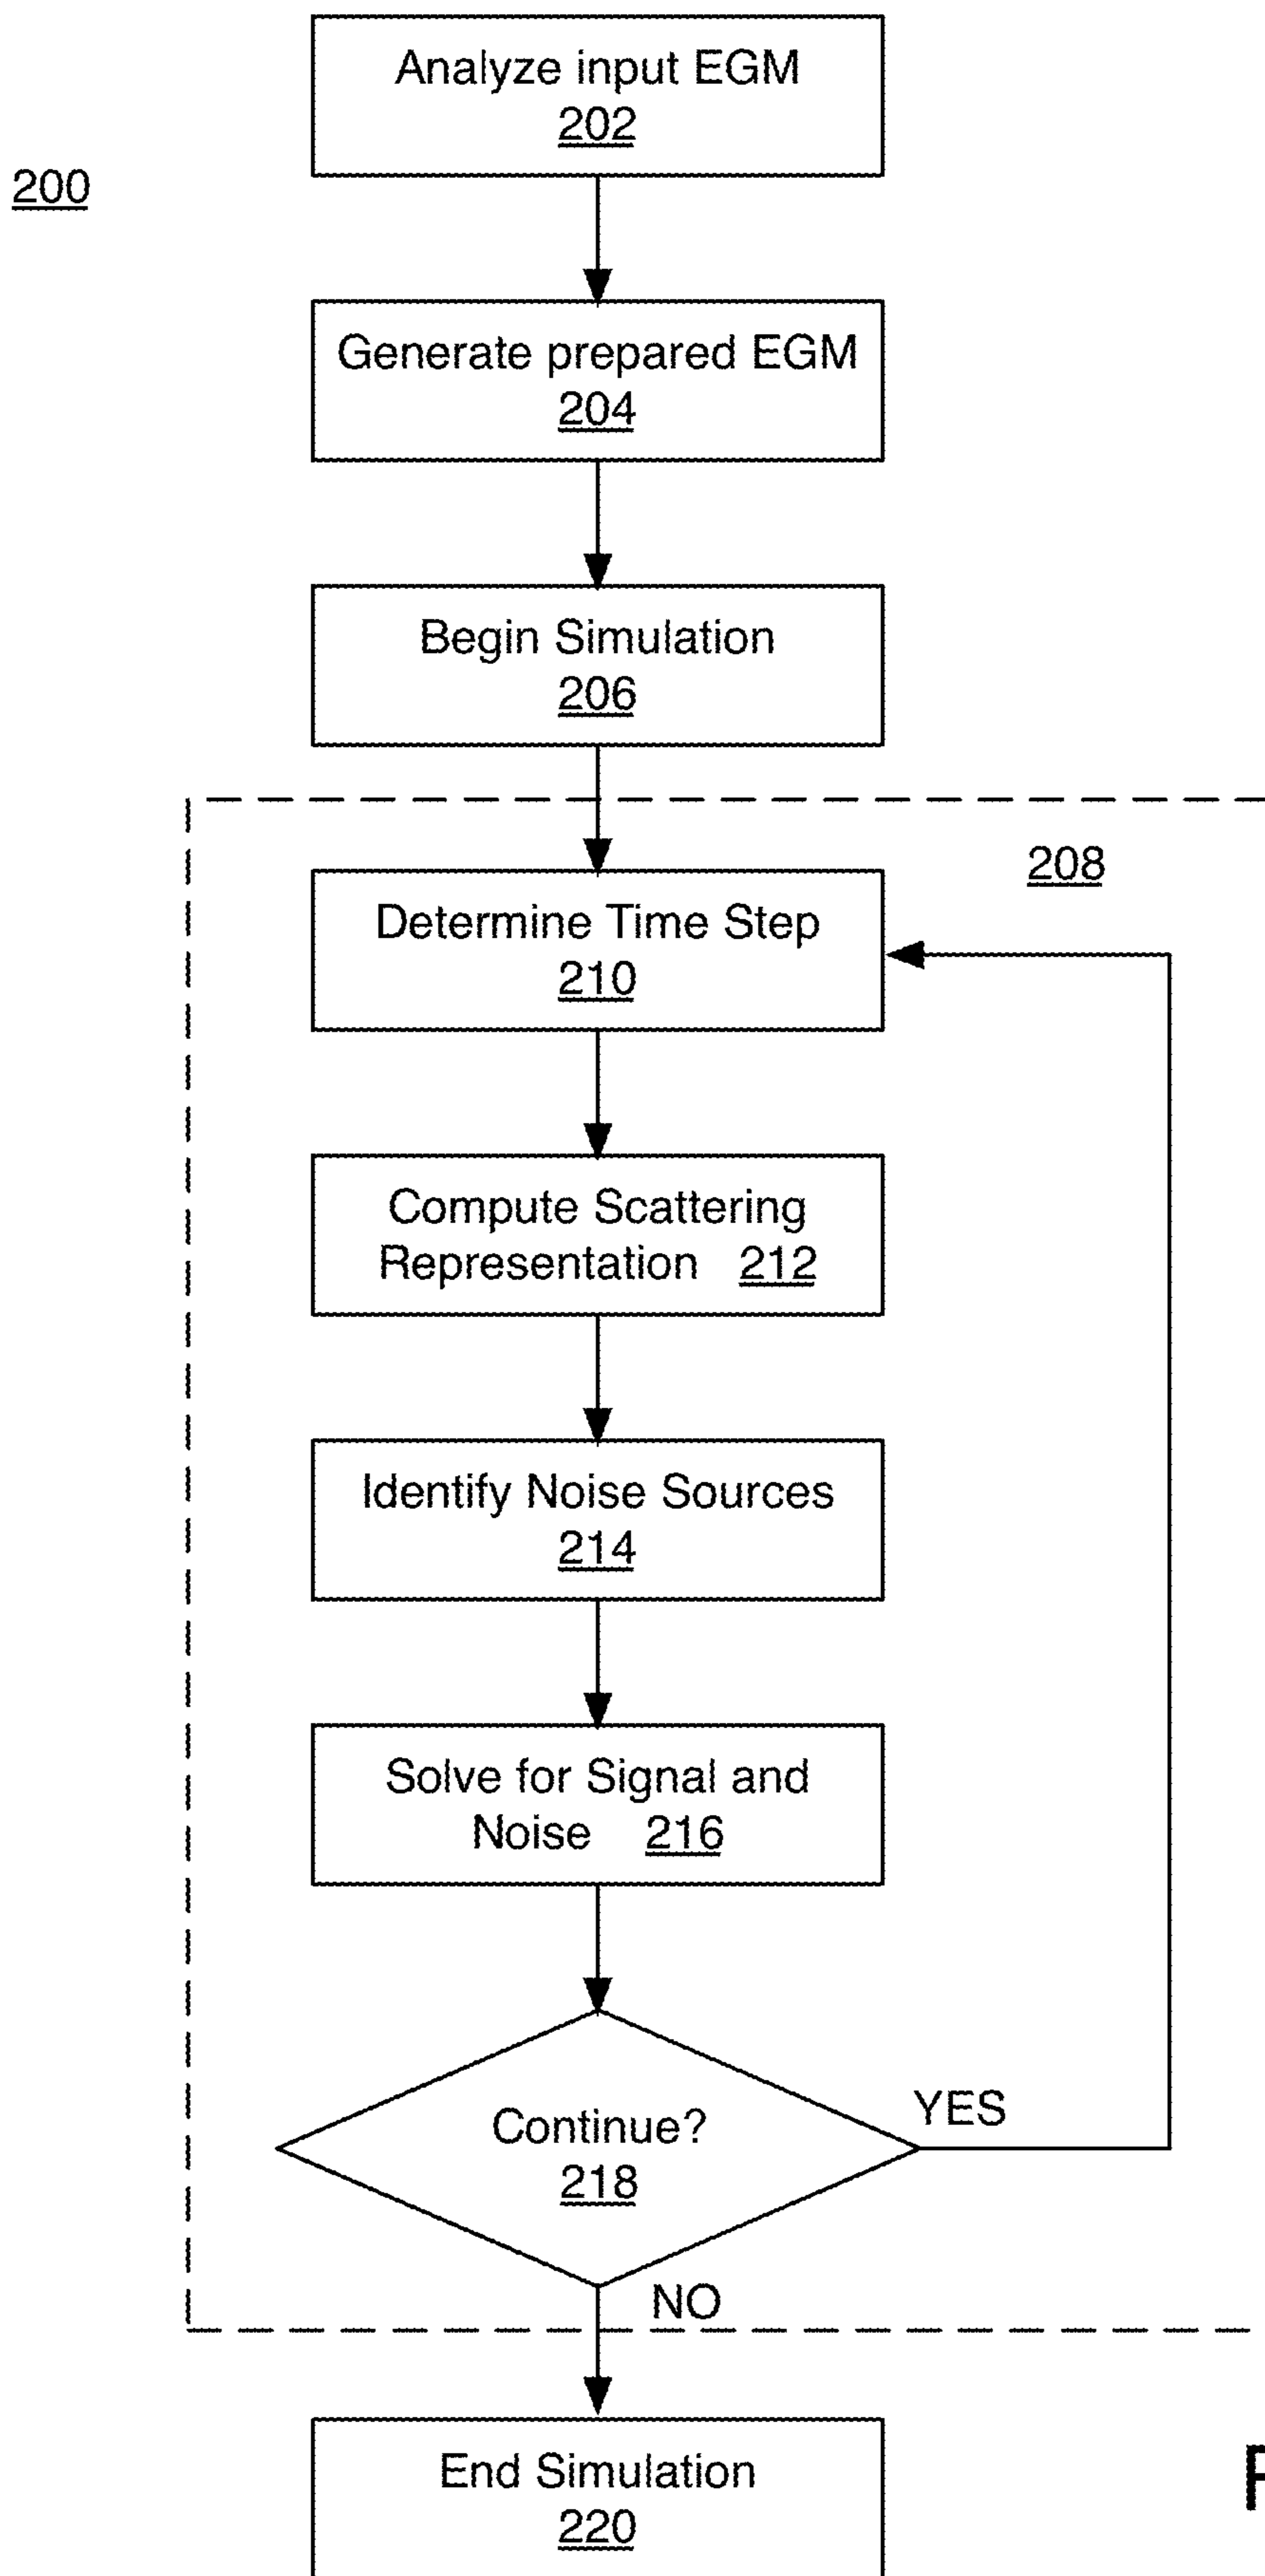 Analyze input EGM
202
200
Generate prepared EGM
204
Begin Simulation
206
208
Determine Time Step
210
Compute Scattering
Representation 212
Identify Noise Sources
214
Solve for Signal and
Noise 216
Continue?
218
YES
NO
End Simulation
220